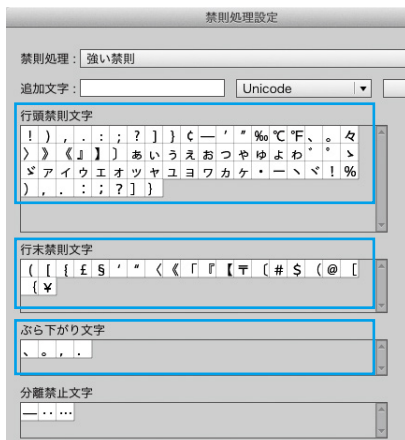 禁則処理設定
禁則処理： 強い禁則
追加文字： Unicode
行頭禁則文字
! ) , . : ; ? ] } ¢ — ' " ‰ ℃ ℉ 、 。 々
〉 》 《 』 】 〕 ぁ ぃ ぅ ぇ ぉ っ ゃ ゅ ょ ゎ ゛ ゜ ゝ
ゞ ァ ィ ゥ ェ ォ ッ ャ ュ ョ ヮ ヵ ヶ ・ ー ヽ ヾ ! %
) , . : ; ? ] }
行末禁則文字
( [ { £ § ‘ “ 〈 《 「 『 【 〒 〔 # $ ( @ [
{ ¥
ぶら下がり文字
、 。 , .
分離禁止文字
— ‥ …